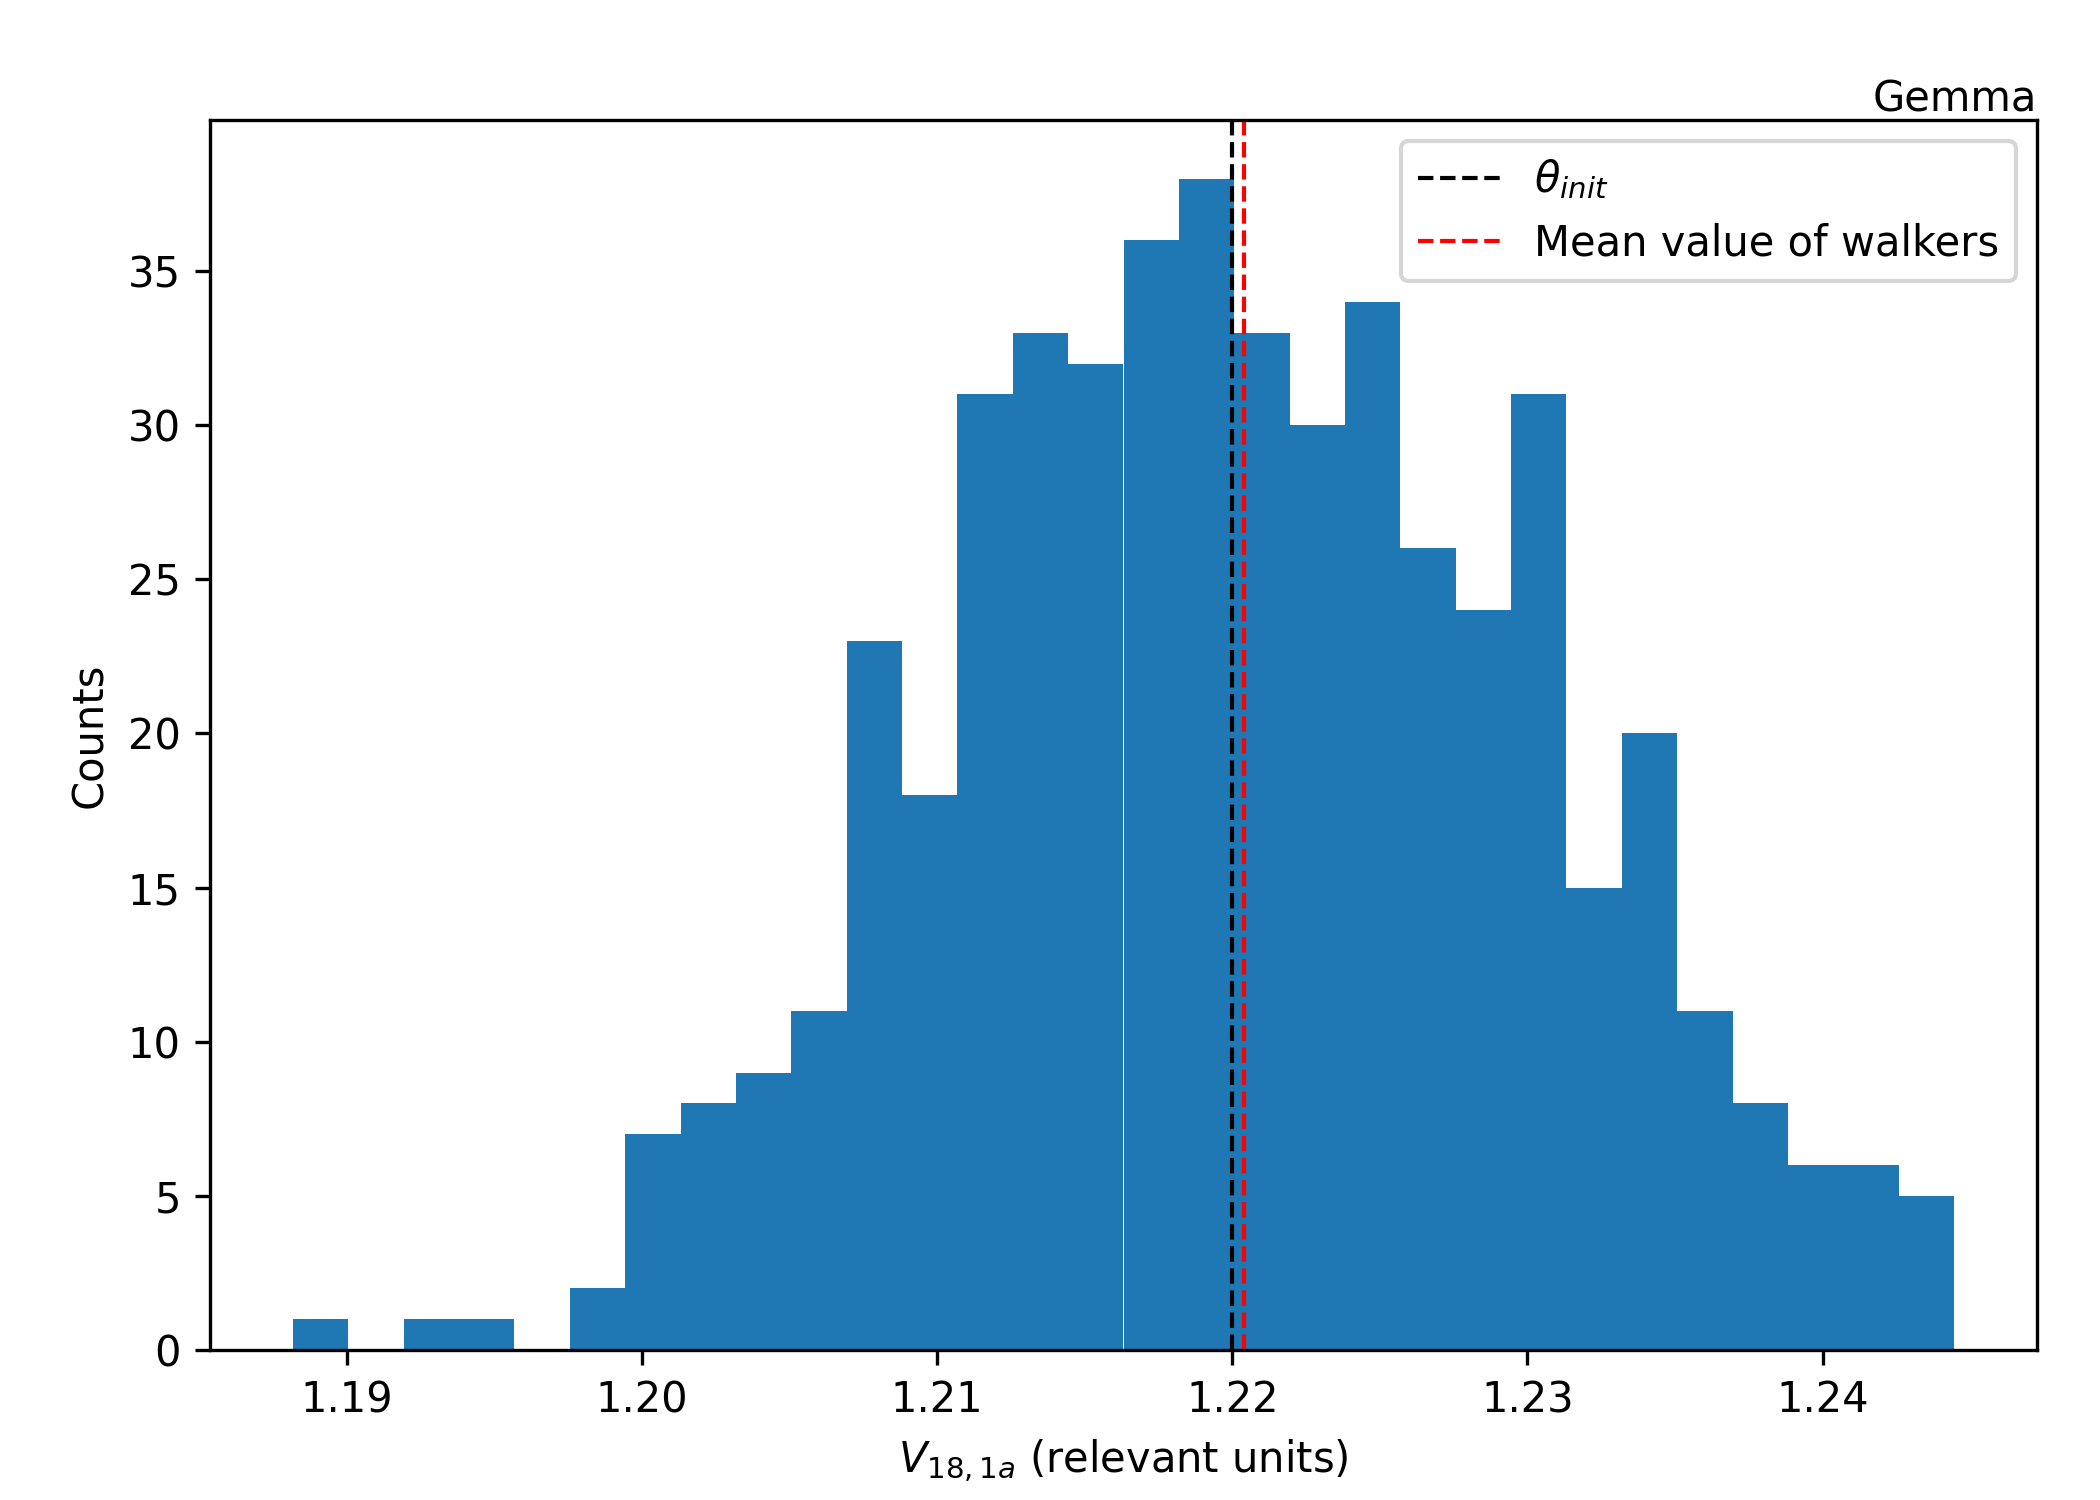 Gemma
θinit
Mean value of walkers
35
30
25
20
15
10
5
0
Counts
1.19 1.20 1.21 1.22 1.23 1.24
V18, 1a (relevant units)